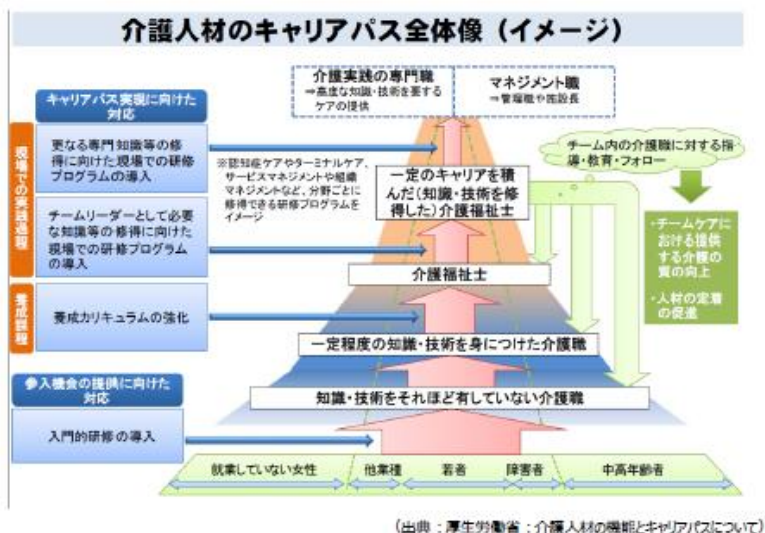 介護人材のキャリアパス全体像（イメージ）
キャリアパス実現に向けた
対応
現場での実践過程
更なる専門知識等の修
得に向けた現場での研修
プログラムの導入
チームリーダーとして必要
な知識等の修得に向けた
現場での研修プログラム
の導入
養成課程
養成カリキュラムの強化
参入機会の提供に向けた
対応
入門的研修の導入
※認知症ケアやターミナルケア、
サービスマネジメントや組織
マネジメントなど、分野ごとに
修得できる研修プログラムを
イメージ
介護実践の専門職
⇒高度な知識・技術を要する
ケアの提供
マネジメント職
⇒管理職や施設長
一定のキャリアを積
んだ（知識・技術を修
得した）介護福祉士
介護福祉士
一定程度の知識・技術を身につけた介護職
知識・技術をそれほど有していない介護職
チーム内の介護職に対する指
導・教育・フォロー
・チームケアに
おける提供
する介護の
質の向上
・人材の定着
の促進
就業していない女性
他業種
若者
障害者
中高年齢者
（出典：厚生労働省：介護人材の機能とキャリアパスについて）